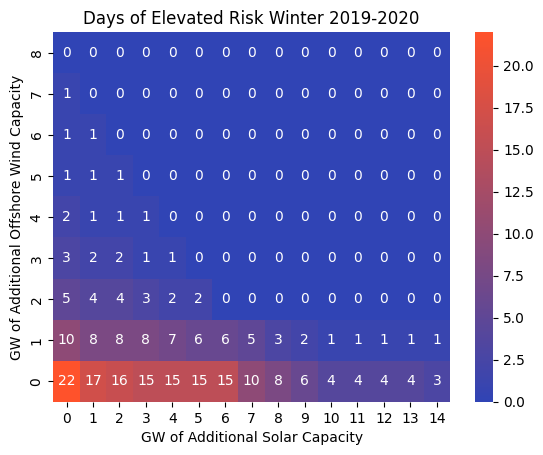 Days of Elevated Risk Winter 2019-2020
GW of Additional Offshore Wind Capacity
8 0 0 0 0 0 0 0 0 0 0 0 0 0 0 0
7 1 0 0 0 0 0 0 0 0 0 0 0 0 0 0
6 1 1 0 0 0 0 0 0 0 0 0 0 0 0 0
5 1 1 1 0 0 0 0 0 0 0 0 0 0 0 0
4 2 1 1 1 0 0 0 0 0 0 0 0 0 0 0
3 3 2 2 1 1 0 0 0 0 0 0 0 0 0 0
2 5 4 4 3 2 2 0 0 0 0 0 0 0 0 0
1 10 8 8 8 7 6 6 5 3 2 1 1 1 1 1
0 22 17 16 15 15 15 15 10 8 6 4 4 4 4 3
0 1 2 3 4 5 6 7 8 9 10 11 12 13 14
GW of Additional Solar Capacity
20.0
17.5
15.0
12.5
10.0
7.5
5.0
2.5
0.0